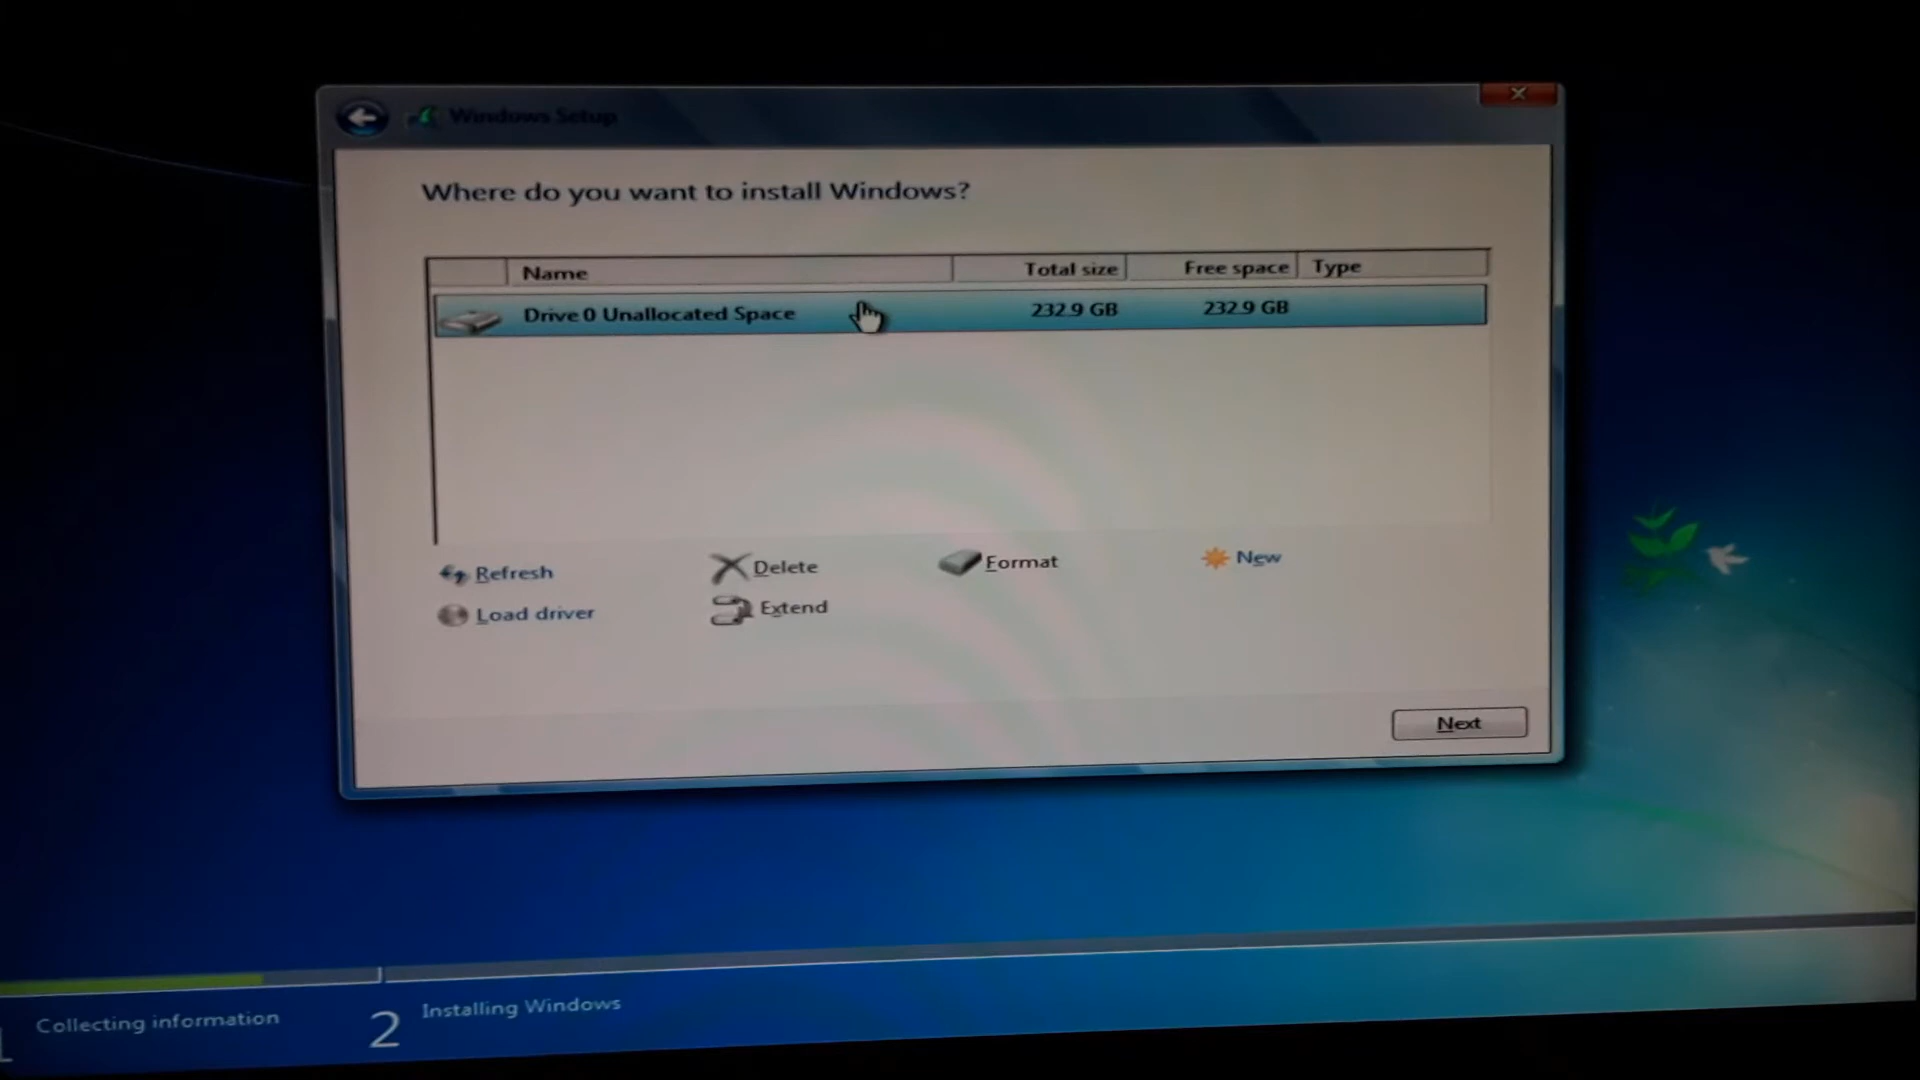 Windows Setup
Where do you want to install Windows?
Name Total size Free space Type
Drive 0 Unallocated Space 232.9 GB 232.9 GB
Refresh Delete Format New
Load driver Extend
Next
1 Collecting information 2 Installing Windows